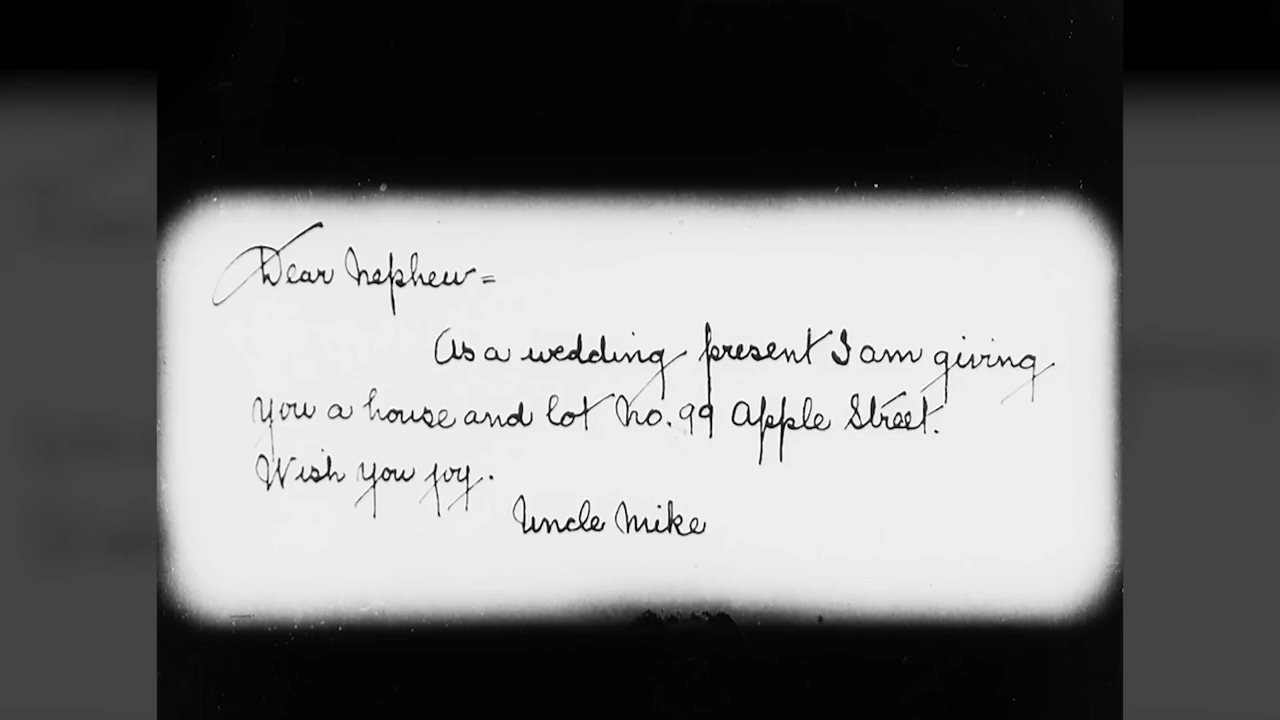 Dear Nephew=
As a wedding present I am giving
you a house and lot No. 99 Apple Street.
Wish you joy.
Uncle Mike